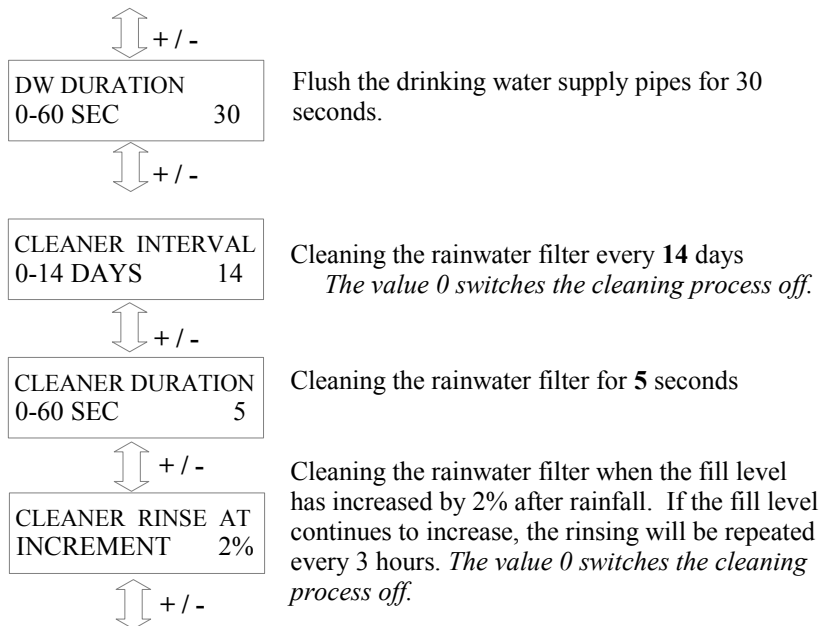 + / -
DW DURATION
0-60 SEC 30
Flush the drinking water supply pipes for 30
seconds.
+ / -
CLEANER INTERVAL
0-14 DAYS 14
Cleaning the rainwater filter every 14 days
The value 0 switches the cleaning process off.
+ / -
CLEANER DURATION
0-60 SEC 5
Cleaning the rainwater filter for 5 seconds
+ / -
CLEANER RINSE AT
INCREMENT 2%
Cleaning the rainwater filter when the fill level
has increased by 2% after rainfall. If the fill level
continues to increase, the rinsing will be repeated
every 3 hours. The value 0 switches the cleaning
process off.
+ / -